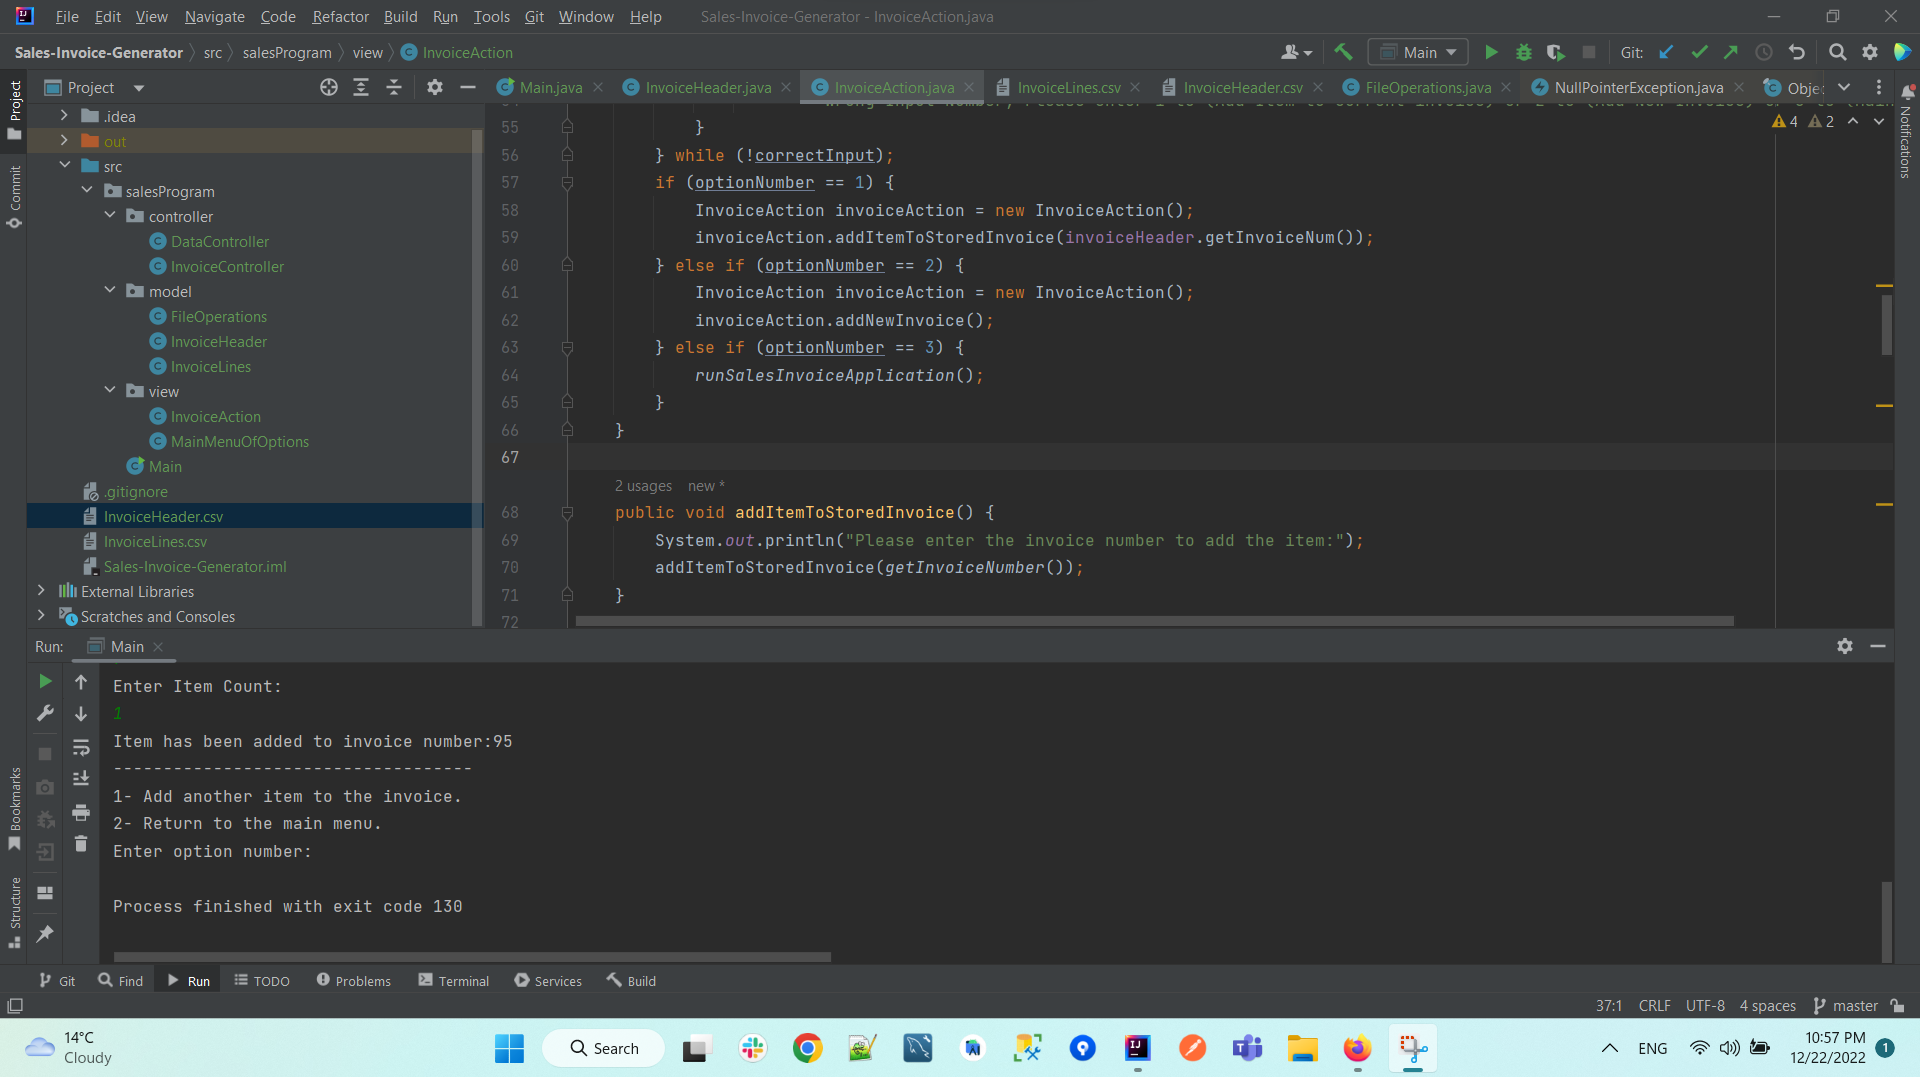 File Edit View Navigate Code Refactor Build Run Tools Git Window Help Sales-Invoice-Generator - InvoiceAction.java
Sales-Invoice-Generator src salesProgram view InvoiceAction Main Git:
Project
Main.java InvoiceHeader.java InvoiceAction.java InvoiceLines.csv InvoiceHeader.csv FileOperations.java NullPointerException.java Obje
Project
Commit
Bookmarks
Structure
Notifications
.idea
out
src
salesProgram
controller
DataController
InvoiceController
model
FileOperations
InvoiceHeader
InvoiceLines
view
InvoiceAction
MainMenuOfOptions
Main
.gitignore
InvoiceHeader.csv
InvoiceLines.csv
Sales-Invoice-Generator.iml
External Libraries
Scratches and Consoles
4 2
55 }
56 } while (!correctInput);
57 if (optionNumber == 1) {
58 InvoiceAction invoiceAction = new InvoiceAction();
59 invoiceAction.addItemToStoredInvoice(invoiceHeader.getInvoiceNum());
60 } else if (optionNumber == 2) {
61 InvoiceAction invoiceAction = new InvoiceAction();
62 invoiceAction.addNewInvoice();
63 } else if (optionNumber == 3) {
64 runSalesInvoiceApplication();
65 }
66 }
67
2 usages new *
68 public void addItemToStoredInvoice() {
69 System.out.println("Please enter the invoice number to add the item:");
70 addItemToStoredInvoice(getInvoiceNumber());
71 }
72
Run: Main
Enter Item Count:
1
Item has been added to invoice number:95
------------------------------------
1- Add another item to the invoice.
2- Return to the main menu.
Enter option number:
Process finished with exit code 130
Git Find Run TODO Problems Terminal Services Build
37:1 CRLF UTF-8 4 spaces master
14°C
Cloudy
Search
ENG
10:57 PM
12/22/2022
1